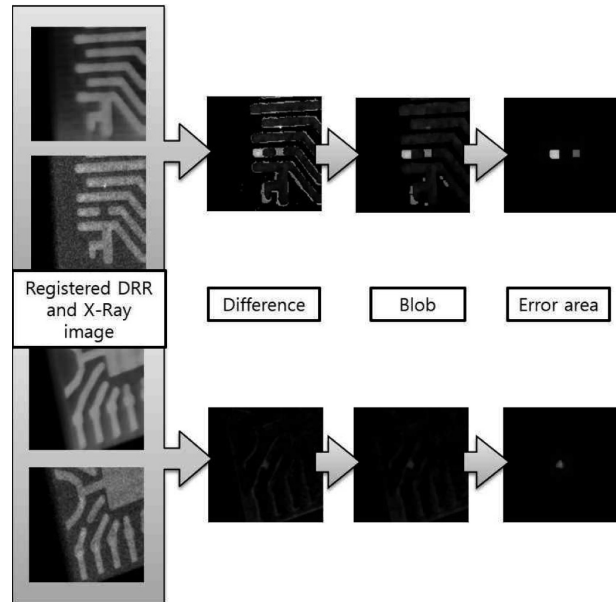 Registered DRR
and X-Ray
image
Difference
Blob
Error area